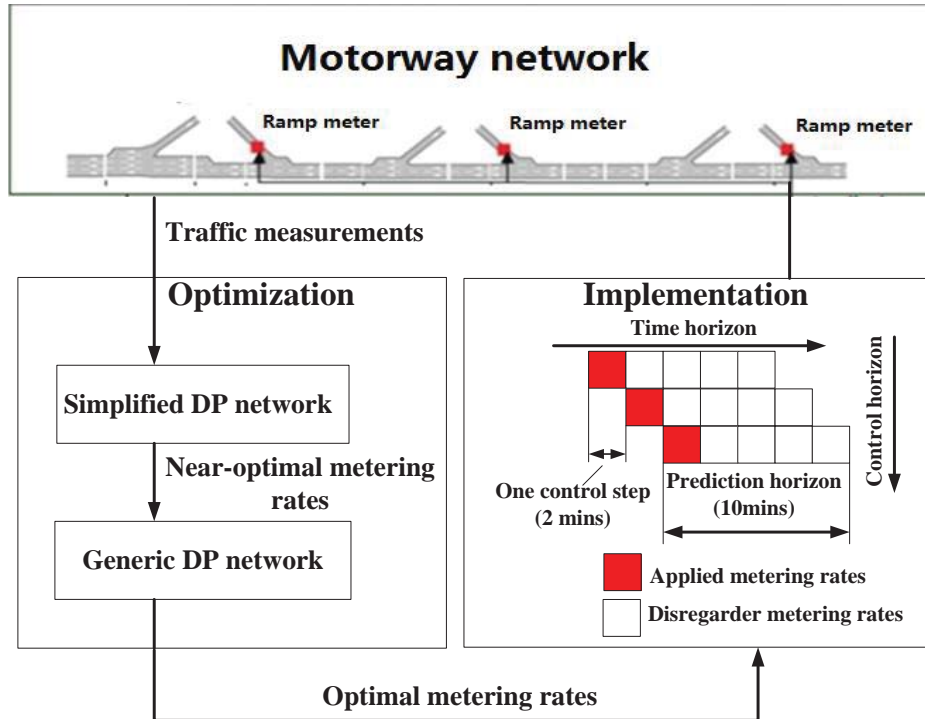 Motorway network
Ramp meter
Ramp meter
Ramp meter
Traffic measurements
Optimization
Simplified DP network
Near-optimal metering
rates
Generic DP network
Implementation
Time horizon
Control horizon
One control step
(2 mins)
Prediction horizon
(10mins)
Applied metering rates
Disregarder metering rates
Optimal metering rates